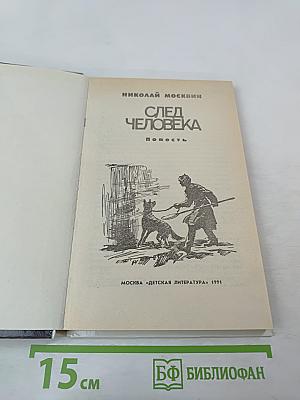 НИКОЛАЙ МОСКВИН
СЛЕД
ЧЕЛОВЕКА
Повесть
МОСКВА «ДЕТСКАЯ ЛИТЕРАТУРА» 1991
15 см
БФ БИБЛИОФАН